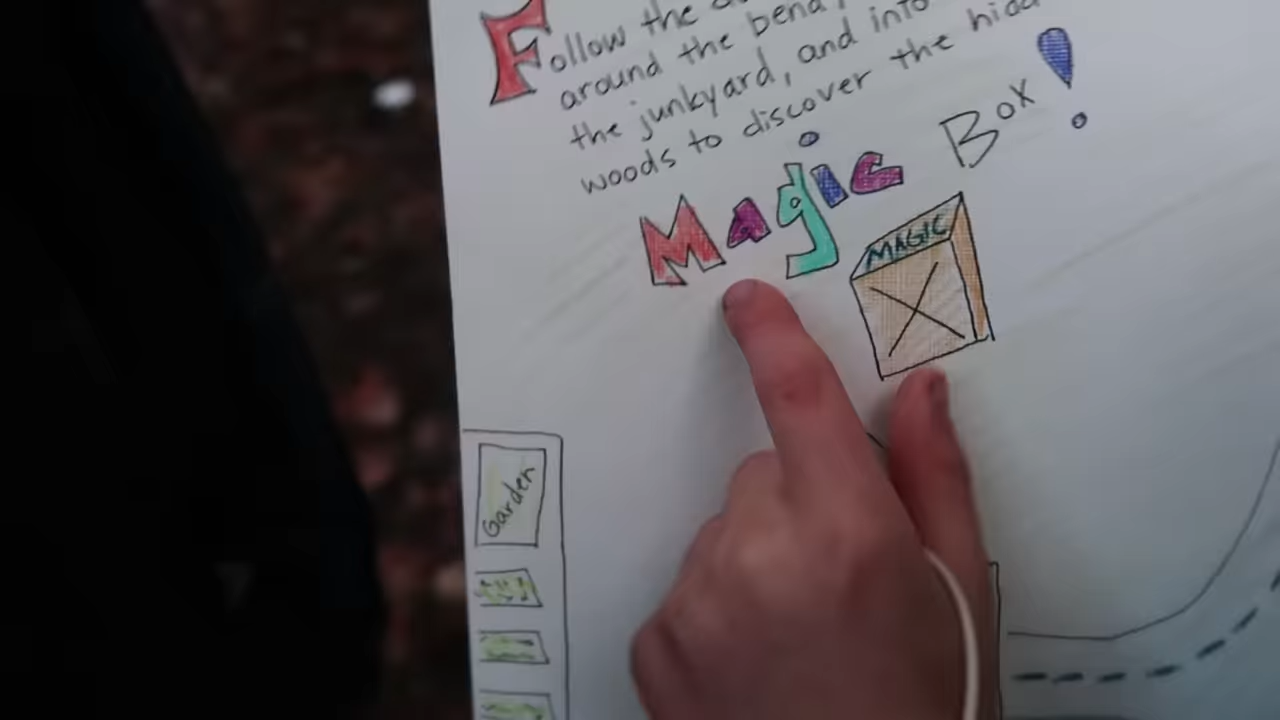 Follow the
around the bend,
the junkyard, and into
woods to discover the
Magic Box!
MAGIC
Garden